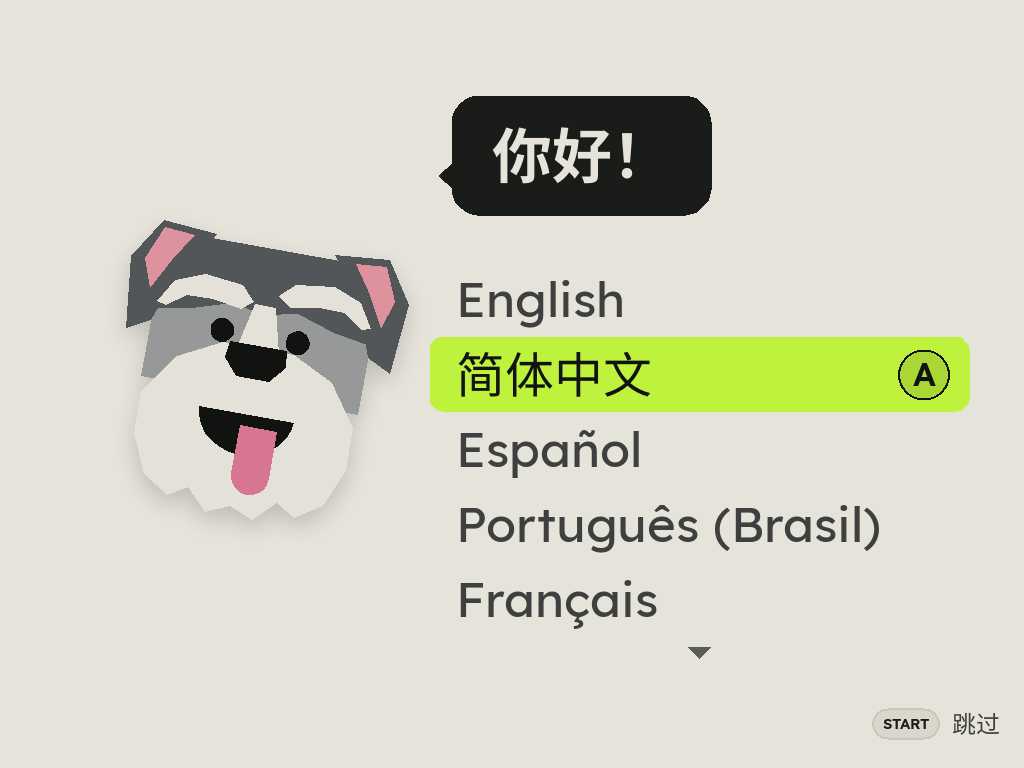 你好！
English
简体中文
A
Español
Português (Brasil)
Français
START 跳过